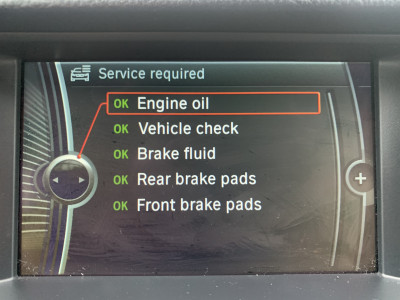 Service required
OK Engine oil
OK Vehicle check
OK Brake fluid
OK Rear brake pads
OK Front brake pads